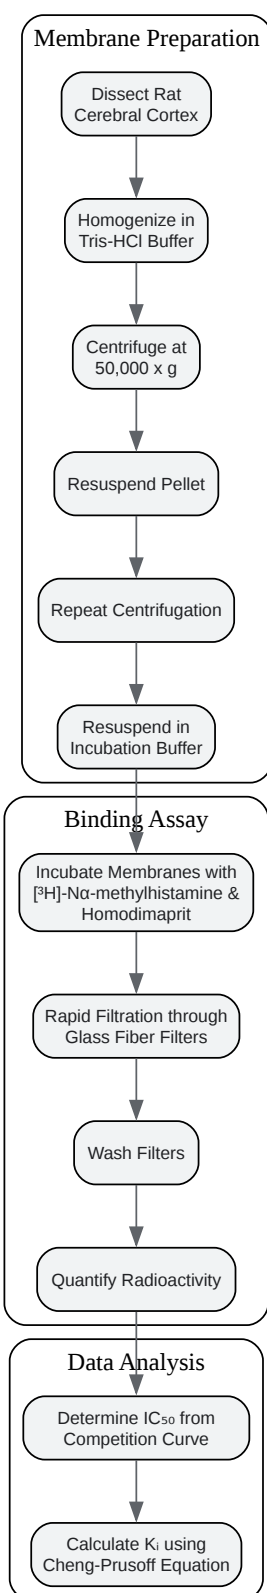 Membrane Preparation
Dissect Rat
Cerebral Cortex
Homogenize in
Tris-HCl Buffer
Centrifuge at
50,000 x g
Resuspend Pellet
Repeat Centrifugation
Resuspend in
Incubation Buffer
Binding Assay
Incubate Membranes with
[³H]-Nα-methylhistamine &
Homodimaprit
Rapid Filtration through
Glass Fiber Filters
Wash Filters
Quantify Radioactivity
Data Analysis
Determine IC₅₀ from
Competition Curve
Calculate Kᵢ using
Cheng-Prusoff Equation